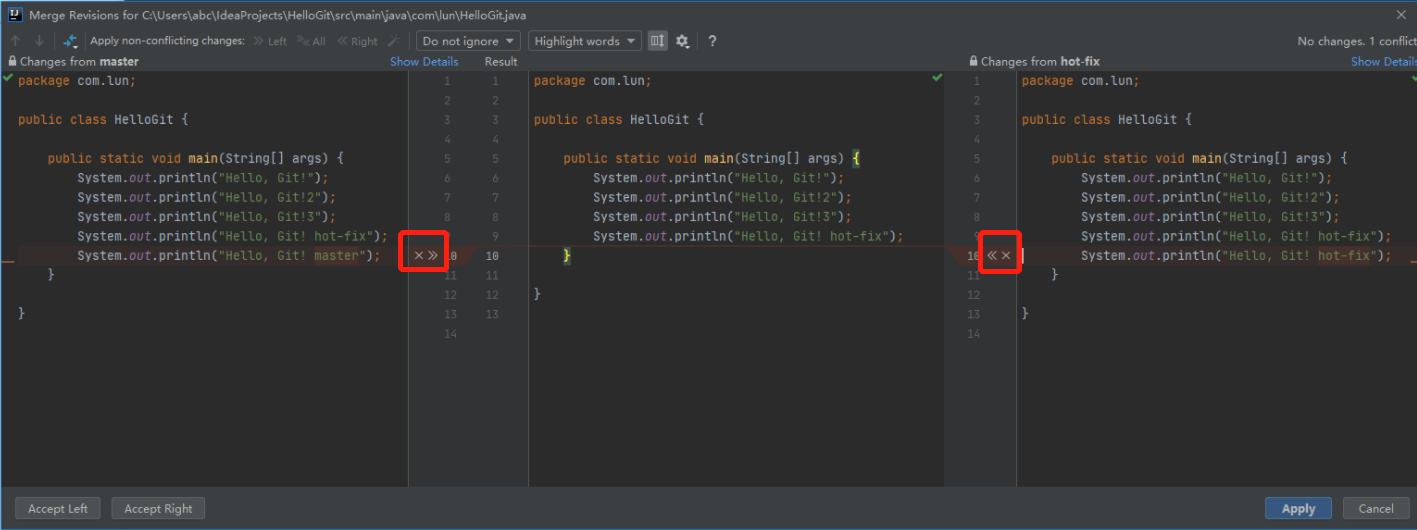 Merge Revisions for C:\Users\abc\IdeaProjects\HelloGit\src\main\java\com\lun\HelloGit.java
Apply non-conflicting changes: Left All Right Do not ignore Highlight words ? No changes. 1 conflict
Changes from master Show Details Result Changes from hot-fix Show Details
package com.lun; 1 1 package com.lun; 1 package com.lun;
2 2 2
public class HelloGit { 3 3 public class HelloGit { 3 public class HelloGit {
4 4 4
public static void main(String[] args) { 5 5 public static void main(String[] args) { 5 public static void main(String[] args) {
System.out.println("Hello, Git!"); 6 6 System.out.println("Hello, Git!"); 6 System.out.println("Hello, Git!");
System.out.println("Hello, Git!2"); 7 7 System.out.println("Hello, Git!2"); 7 System.out.println("Hello, Git!2");
System.out.println("Hello, Git!3"); 8 8 System.out.println("Hello, Git!3"); 8 System.out.println("Hello, Git!3");
System.out.println("Hello, Git! hot-fix"); 9 9 System.out.println("Hello, Git! hot-fix"); 9 System.out.println("Hello, Git! hot-fix");
System.out.println("Hello, Git! master"); 10 10 } 10 System.out.println("Hello, Git! hot-fix");
} 11 11 11 }
12 12 } 12
} 13 13 13 }
14 14
Accept Left Accept Right Apply Cancel